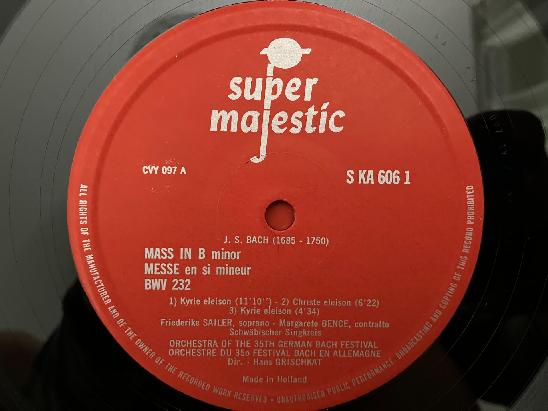 super
majestic
CVY 097 A
S KA 606 1
J. S. BACH (1685 - 1750)
MASS IN B minor
MESSE en si mineur
BWV 232
1) Kyrie eleison (11'10'') - 2) Christe eleison (6'22)
3) Kyrie eleison (4'34)
Friederike SAILER, soprano - Margarete BENCE, contralto
Schwäbischer Singkreis
ORCHESTRA OF THE 35TH GERMAN BACH FESTIVAL
ORCHESTRE DU 35o FESTIVAL BACH EN ALLEMAGNE
Dir. - Hans GRISCHKAT
Made in Holland
ALL RIGHTS OF THE MANUFACTURER AND OF THE OWNER OF THE RECORDED WORK RESERVED - UNAUTHORISED PUBLIC PERFORMANCE, BROADCASTING AND COPYING OF THIS RECORD PROHIBITED